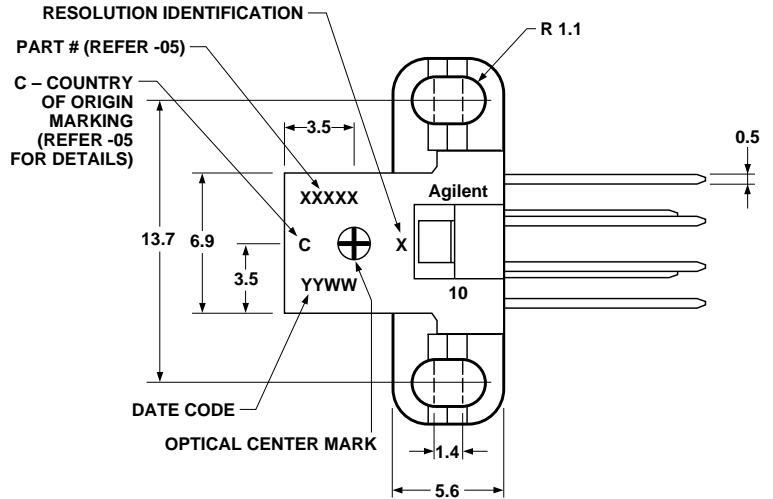 RESOLUTION IDENTIFICATION
PART # (REFER -05)
C – COUNTRY
OF ORIGIN
MARKING
(REFER -05
FOR DETAILS)
R 1.1
3.5
0.5
XXXXX
Agilent
13.7
6.9
C
X
3.5
YYWW
10
DATE CODE
OPTICAL CENTER MARK
1.4
5.6